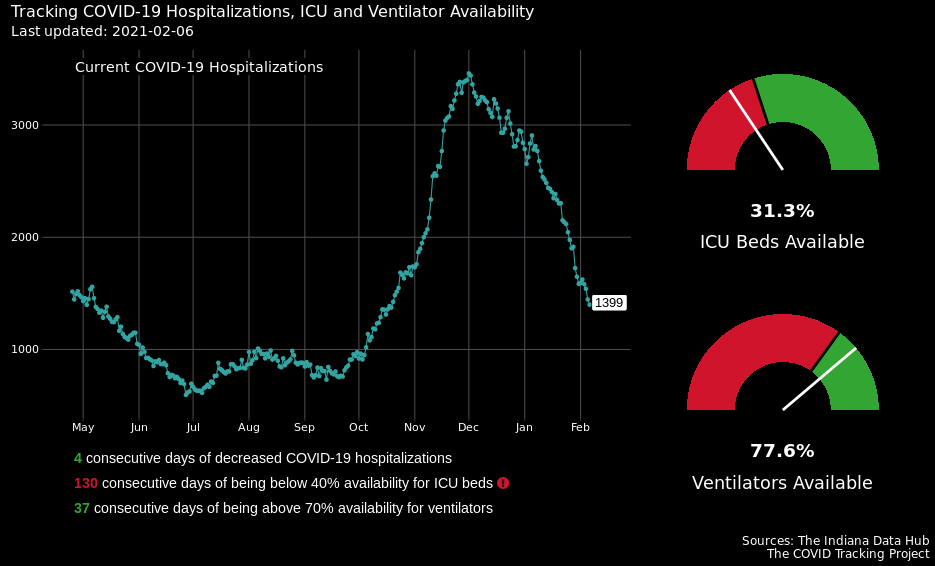 Tracking COVID-19 Hospitalizations, ICU and Ventilator Availability
Last updated: 2021-02-06
Current COVID-19 Hospitalizations
3000
2000
1000
1399
May Jun Jul Aug Sep Oct Nov Dec Jan Feb
4 consecutive days of decreased COVID-19 hospitalizations
130 consecutive days of being below 40% availability for ICU beds !
37 consecutive days of being above 70% availability for ventilators
31.3%
ICU Beds Available
77.6%
Ventilators Available
Sources: The Indiana Data Hub
The COVID Tracking Project